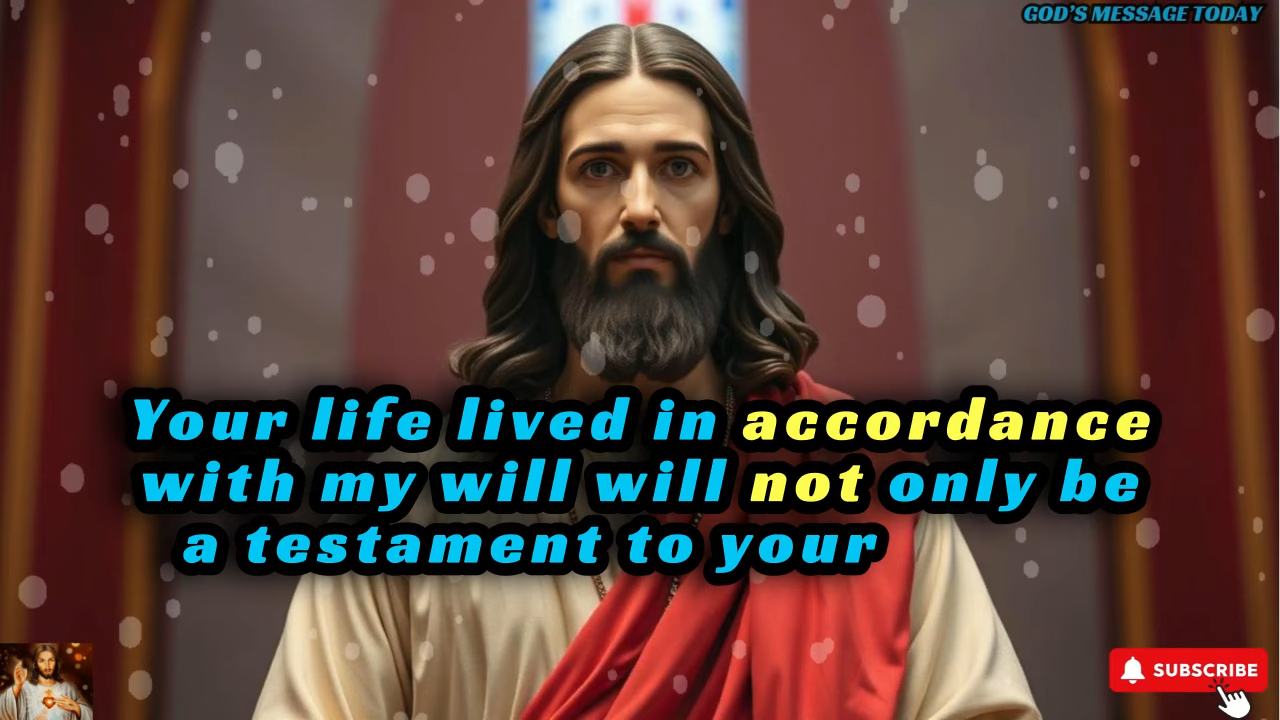 GOD'S MESSAGE TODAY
Your life lived in accordance
with my will will not only be
a testament to your
SUBSCRIBE